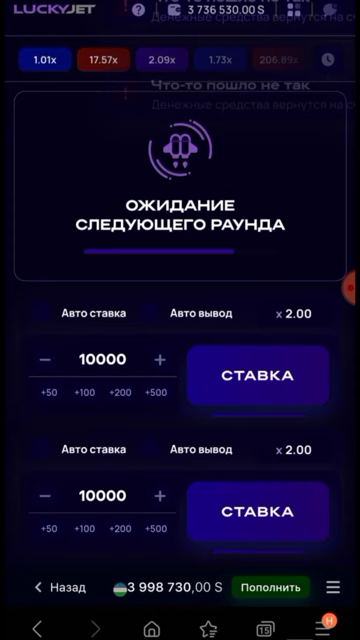 LUCKYJET
? 3 736 530.00 S
Денежные средства вернутся на с
1.01x 17.57x 2.09x 1.73x 206.89x
Что-то пошло не так
Денежные средства вернутся на с
ОЖИДАНИЕ
СЛЕДУЮЩЕГО РАУНДА
Авто ставка Авто вывод x 2.00
− 10000 + СТАВКА
+50 +100 +200 +500
Авто ставка Авто вывод x 2.00
− 10000 + СТАВКА
+50 +100 +200 +500
Назад 3 998 730,00 S Пополнить
15 H